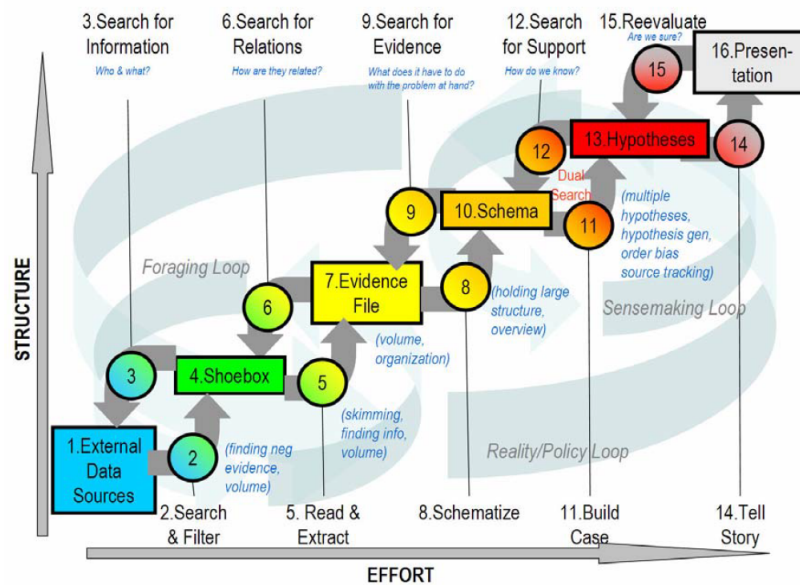 3.Search for
Information
Who & what?
6.Search for
Relations
How are they related?
9.Search for
Evidence
What does it have to do
with the problem at hand?
12.Search
for Support
How do we know?
15.Reevaluate
Are we sure?
15
16.Presen-
tation
12
13.Hypotheses
14
Dual
Search
9
10.Schema
11
(multiple
hypotheses,
hypothesis gen,
order bias
source tracking)
Foraging Loop
6
7.Evidence
File
8
(holding large
structure,
overview)
Sensemaking Loop
(volume,
organization)
3
4.Shoebox
5
(skimming,
finding info,
volume)
1.External
Data
Sources
2
(finding neg
evidence,
volume)
Reality/Policy Loop
2.Search
& Filter
5. Read &
Extract
8.Schematize
11.Build
Case
14.Tell
Story
STRUCTURE
EFFORT